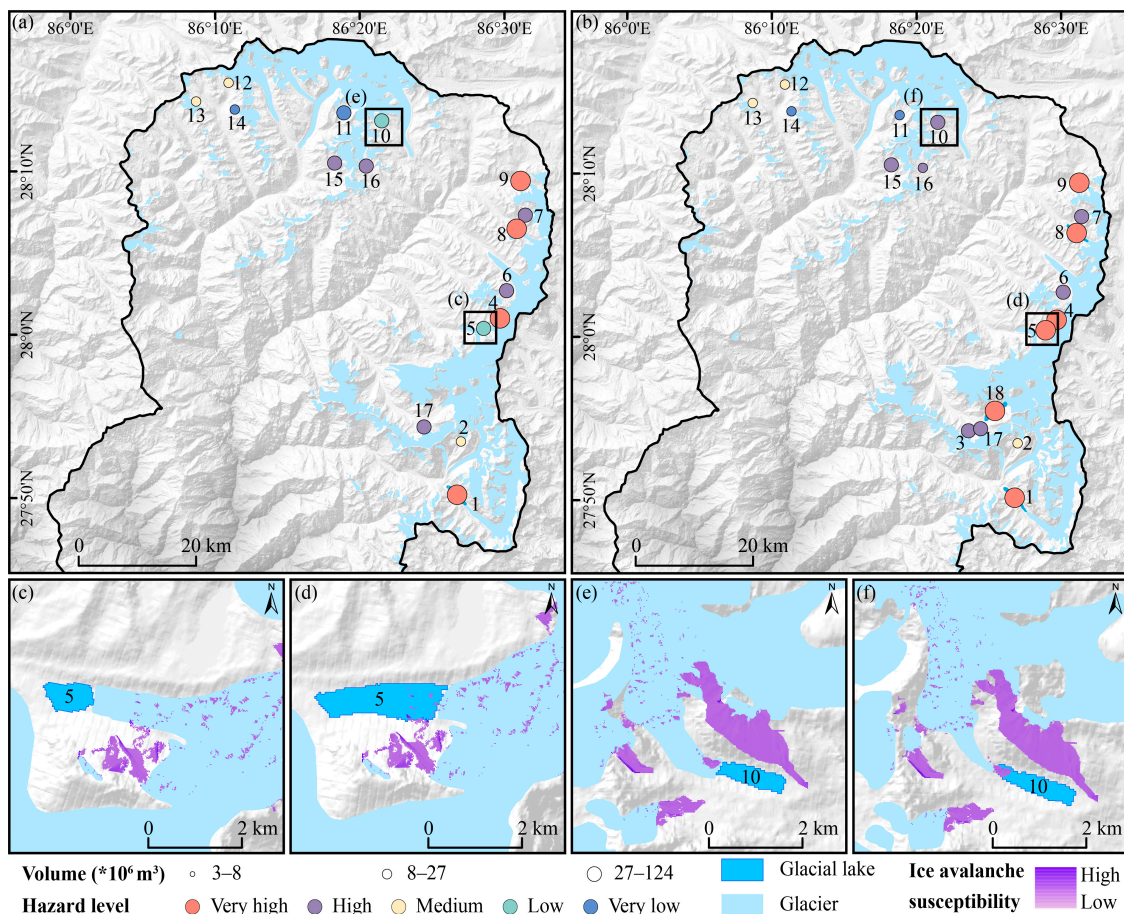 86°0'E 86°10'E 86°20'E 86°30'E 86°0'E 86°10'E 86°20'E 86°30'E
(a) (b)
28°10'N 28°0'N 27°50'N
12 13 14 (e) 11 10 15 16 9 7 8 6 (c) 4 5 17 2 1
0 20 km
28°10'N 28°0'N 27°50'N
12 13 14 (f) 11 10 15 16 9 7 8 6 (d) 4 5 18 3 17 2 1
0 20 km
(c) 5 0 2 km
(d) N 5 0 2 km
(e) N 10 0 2 km
(f) N 10 0 2 km
N
Volume (*10⁶ m³) 3–8 8–27 27–124 Glacial lake Ice avalanche High
Hazard level Very high High Medium Low Very low Glacier susceptibility Low